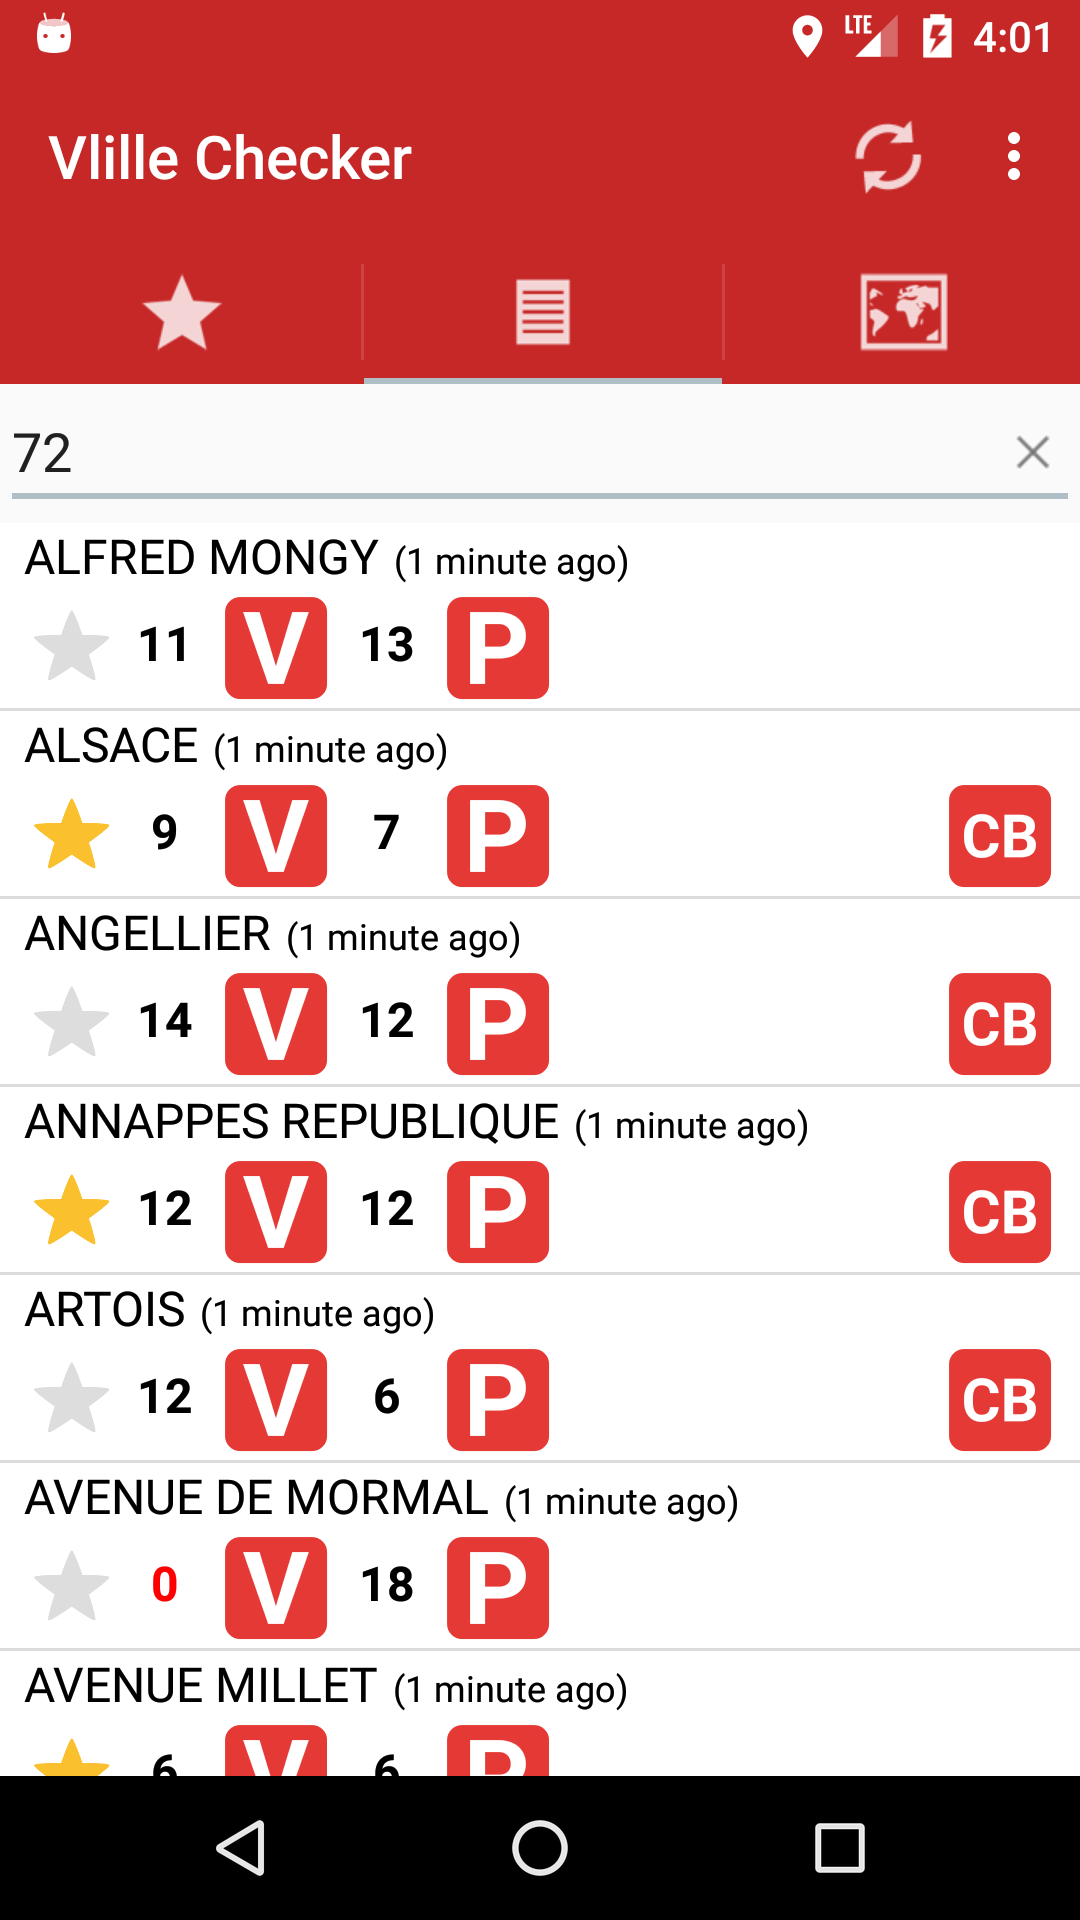 LTE 4:01
Vlille Checker
72
ALFRED MONGY (1 minute ago)
11 V 13 P
ALSACE (1 minute ago)
9 V 7 P CB
ANGELLIER (1 minute ago)
14 V 12 P CB
ANNAPPES REPUBLIQUE (1 minute ago)
12 V 12 P CB
ARTOIS (1 minute ago)
12 V 6 P CB
AVENUE DE MORMAL (1 minute ago)
0 V 18 P
AVENUE MILLET (1 minute ago)
6 V 6 P